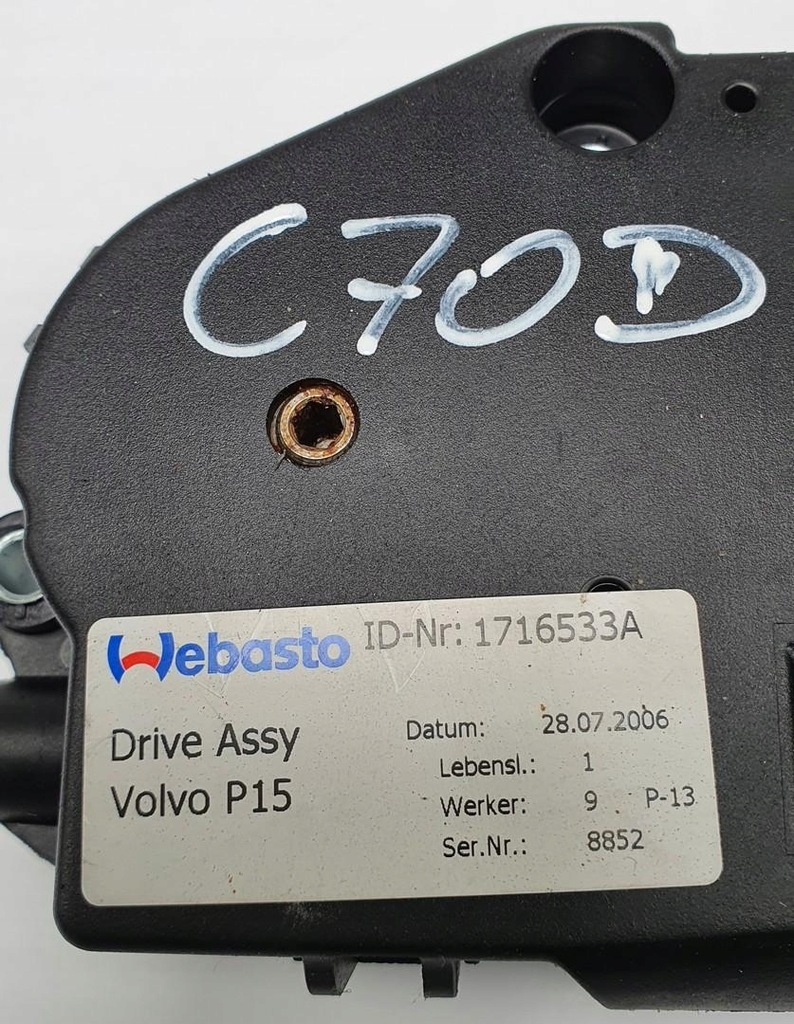 C70D
Webasto ID-Nr: 1716533A
Drive Assy
Volvo P15
Datum: 28.07.2006
Lebensl.: 1
Werker: 9 P-13
Ser.Nr.: 8852